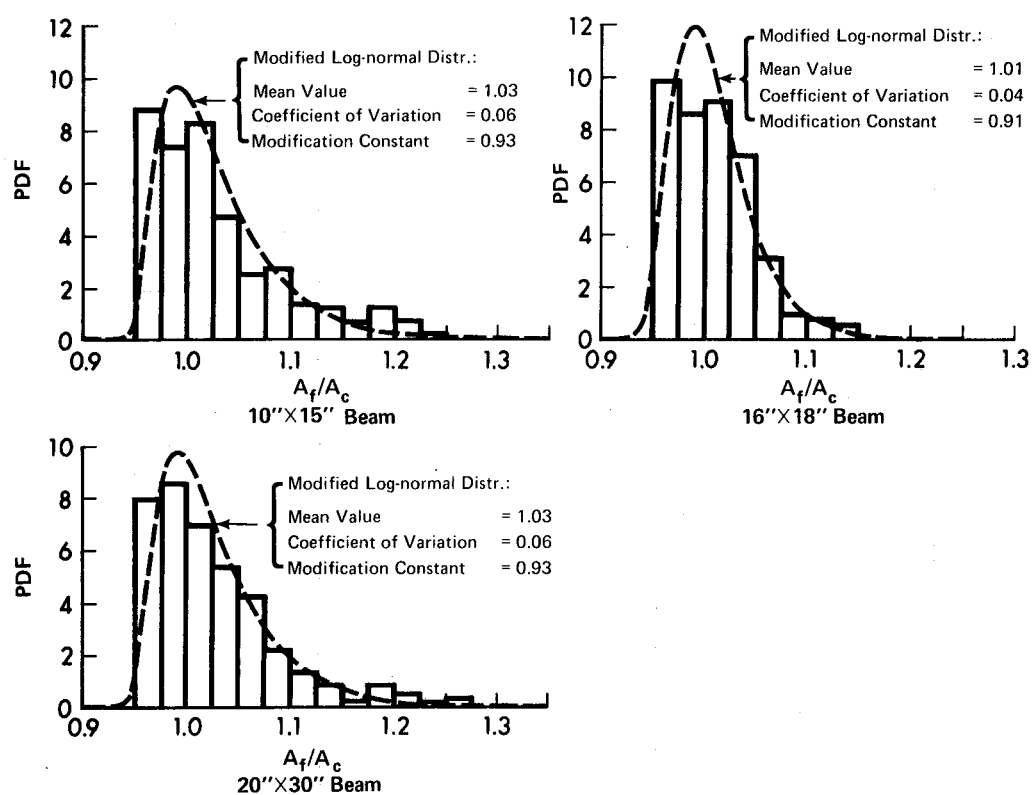 12
10
8
6
4
2
0
PDF
Modified Log-normal Distr.:
Mean Value = 1.03
Coefficient of Variation = 0.06
Modification Constant = 0.93
0.9 1.0 1.1 1.2 1.3
Af/Ac
10"X15" Beam
12
10
8
6
4
2
0
PDF
Modified Log-normal Distr.:
Mean Value = 1.01
Coefficient of Variation = 0.04
Modification Constant = 0.91
0.9 1.0 1.1 1.2 1.3
Af/Ac
16"X18" Beam
10
8
6
4
2
0
PDF
Modified Log-normal Distr.:
Mean Value = 1.03
Coefficient of Variation = 0.06
Modification Constant = 0.93
0.9 1.0 1.1 1.2 1.3
Af/Ac
20"X30" Beam